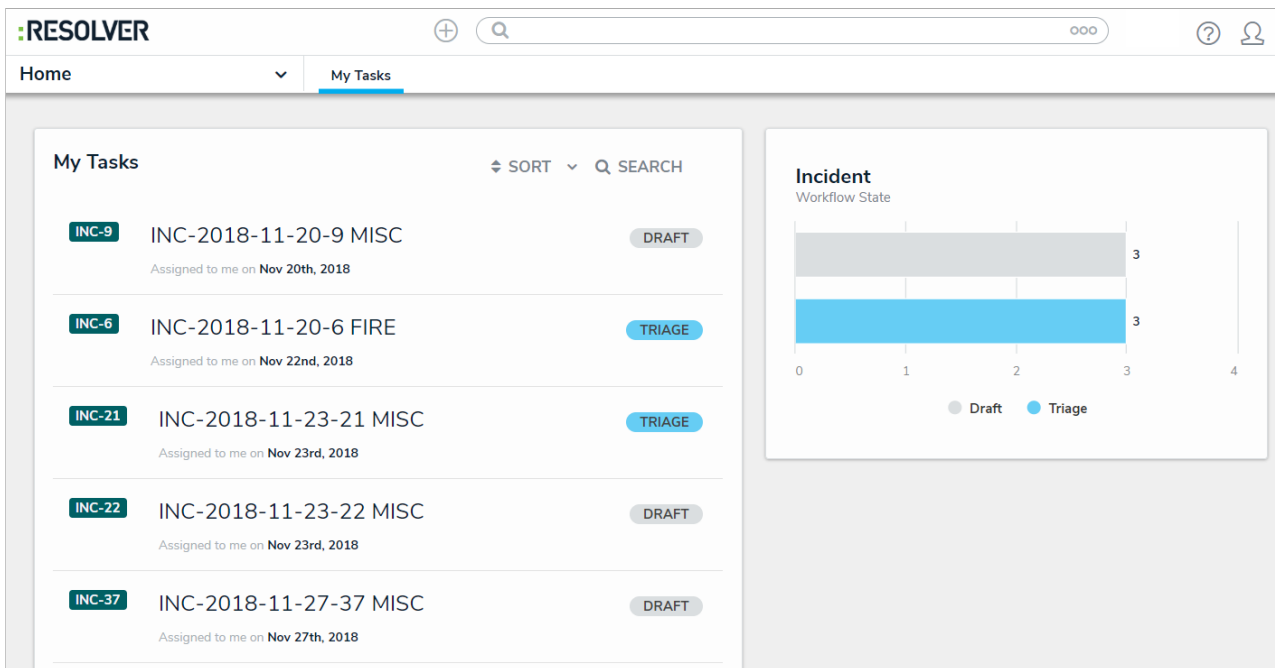 :RESOLVER
Home
My Tasks
My Tasks
SORT
SEARCH
INC-9 INC-2018-11-20-9 MISC DRAFT
Assigned to me on Nov 20th, 2018
INC-6 INC-2018-11-20-6 FIRE TRIAGE
Assigned to me on Nov 22nd, 2018
INC-21 INC-2018-11-23-21 MISC TRIAGE
Assigned to me on Nov 23rd, 2018
INC-22 INC-2018-11-23-22 MISC DRAFT
Assigned to me on Nov 23rd, 2018
INC-37 INC-2018-11-27-37 MISC DRAFT
Assigned to me on Nov 27th, 2018
Incident
Workflow State
3
3
0 1 2 3 4
Draft Triage